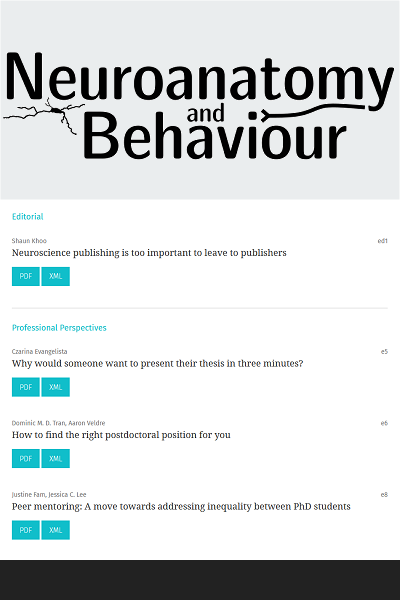 Neuroanatomy
and
Behaviour
Editorial
Shaun Khoo
ed1
Neuroscience publishing is too important to leave to publishers
PDF XML
Professional Perspectives
Czarina Evangelista
e5
Why would someone want to present their thesis in three minutes?
PDF XML
Dominic M. D. Tran, Aaron Veldre
e6
How to find the right postdoctoral position for you
PDF XML
Justine Fam, Jessica C. Lee
e8
Peer mentoring: A move towards addressing inequality between PhD students
PDF XML